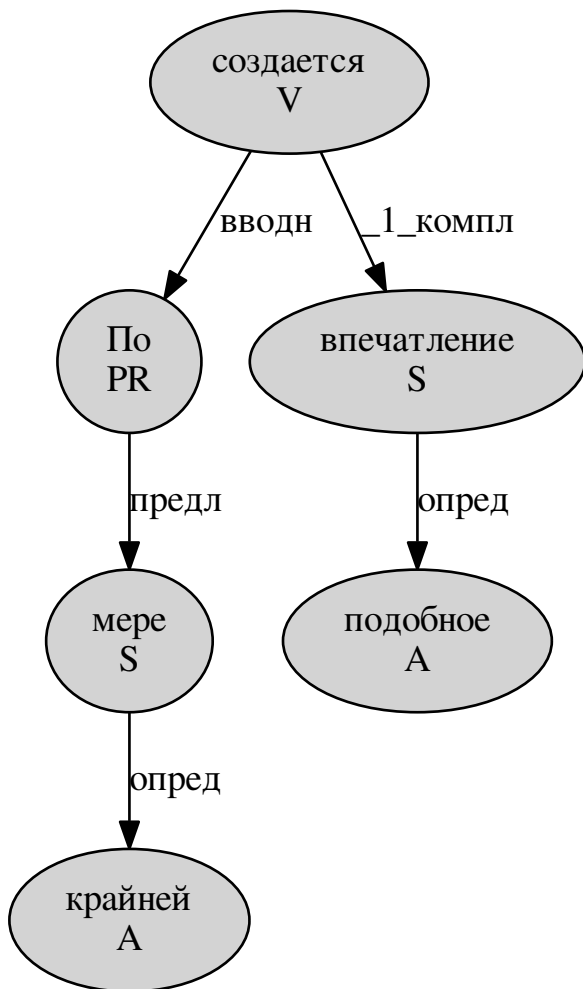 создается
V
вводн
_1_компл
По
PR
впечатление
S
предл
опред
мере
S
подобное
A
опред
крайней
A